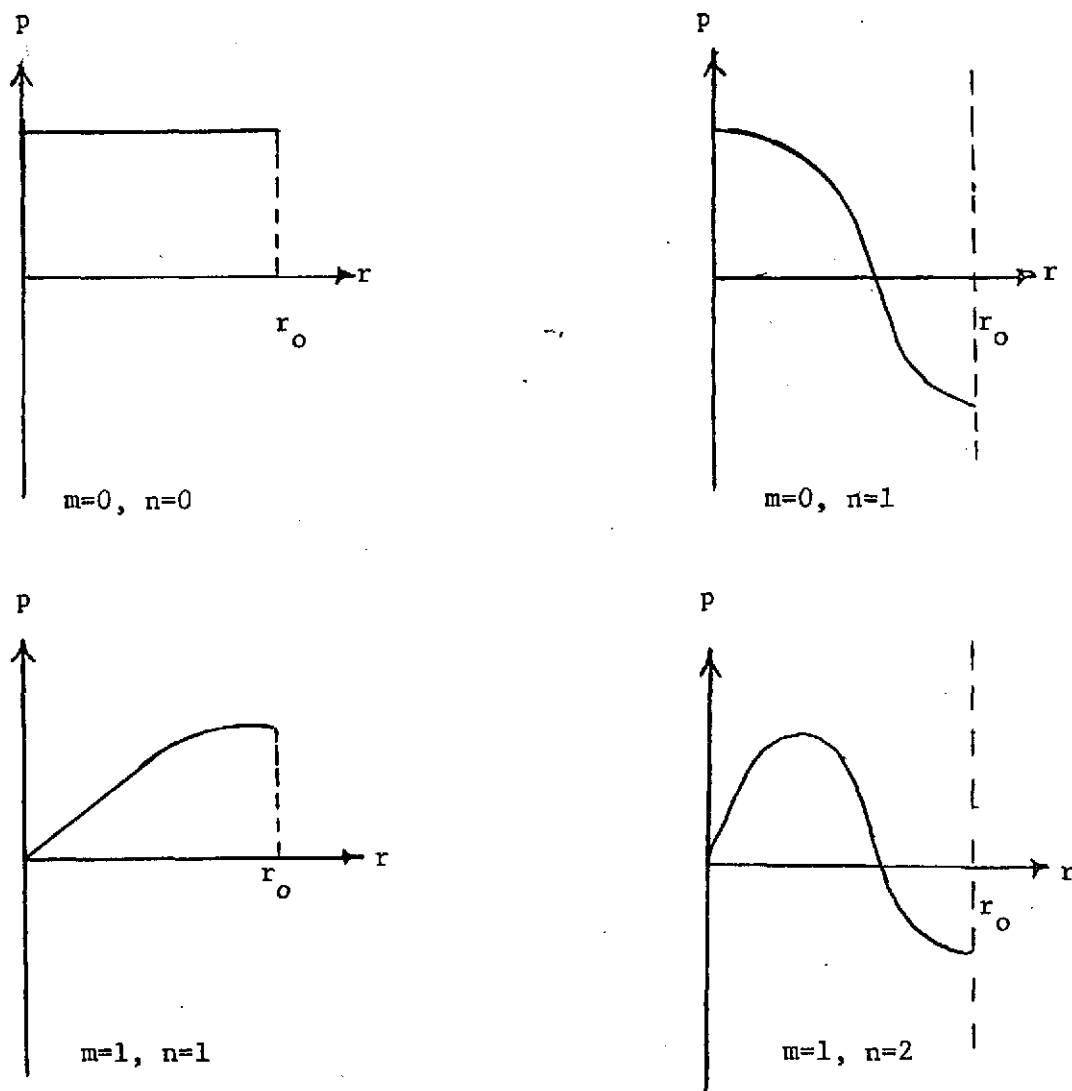 p
r
r_o
m=0, n=0
p
r
r_o
m=0, n=1
p
r
r_o
m=1, n=1
p
r
r_o
m=1, n=2